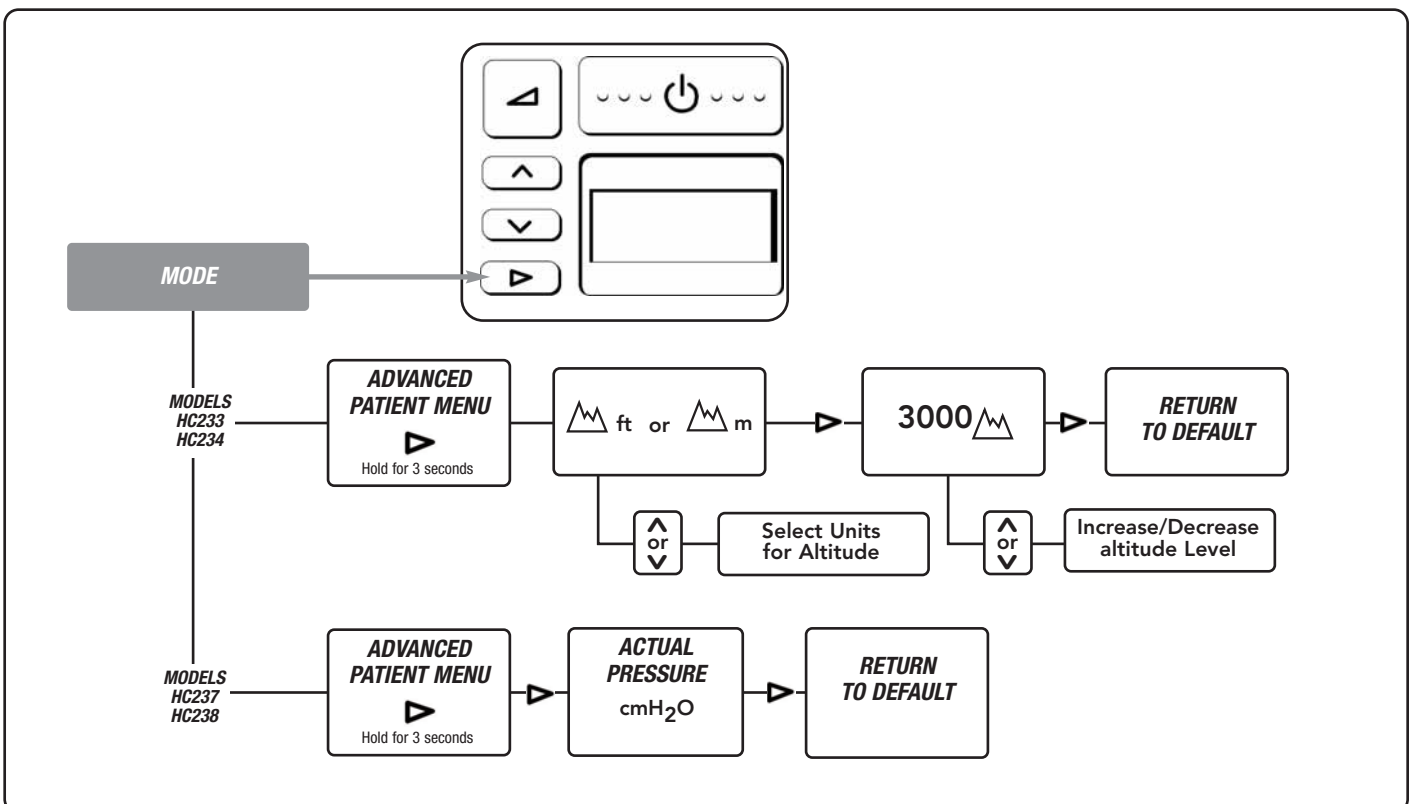 MODE
MODELS
HC233
HC234
ADVANCED
PATIENT MENU
Hold for 3 seconds
ft or m
3000
RETURN
TO DEFAULT
or
Select Units
for Altitude
or
Increase/Decrease
altitude Level
MODELS
HC237
HC238
ADVANCED
PATIENT MENU
Hold for 3 seconds
ACTUAL
PRESSURE
cmH2O
RETURN
TO DEFAULT